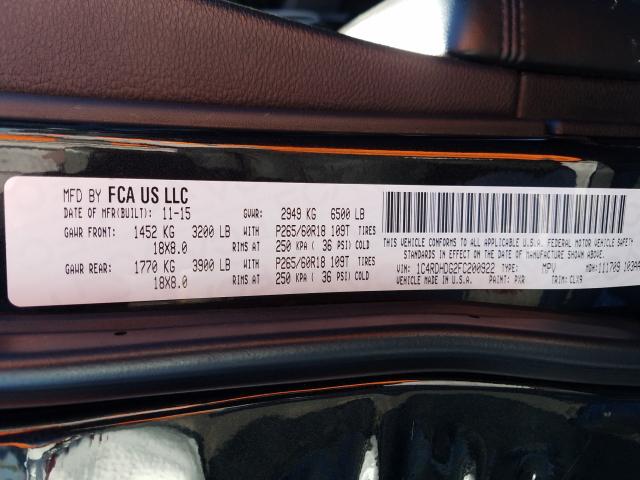 MFD BY FCA US LLC
DATE OF MFR(BUILT): 11-15 GVWR: 2949 KG 6500 LB
GAWR FRONT: 1452 KG 3200 LB WITH P265/60R18 109T TIRES
18X8.0 RIMS AT 250 KPA ( 36 PSI) COLD
GAWR REAR: 1770 KG 3900 LB WITH P265/60R18 109T TIRES
18X8.0 RIMS AT 250 KPA ( 36 PSI) COLD
THIS VEHICLE CONFORMS TO ALL APPLICABLE U.S.A. FEDERAL MOTOR VEHICLE SAFETY
STANDARDS IN EFFECT ON THE DATE OF MANUFACTURE SHOWN ABOVE.
VIN: 1C4RDHDG2FC200922 TYPE: MPV MDH: 111709 103AA
VEHICLE MADE IN U.S.A. PAINT: PXR TRIM: CLX9